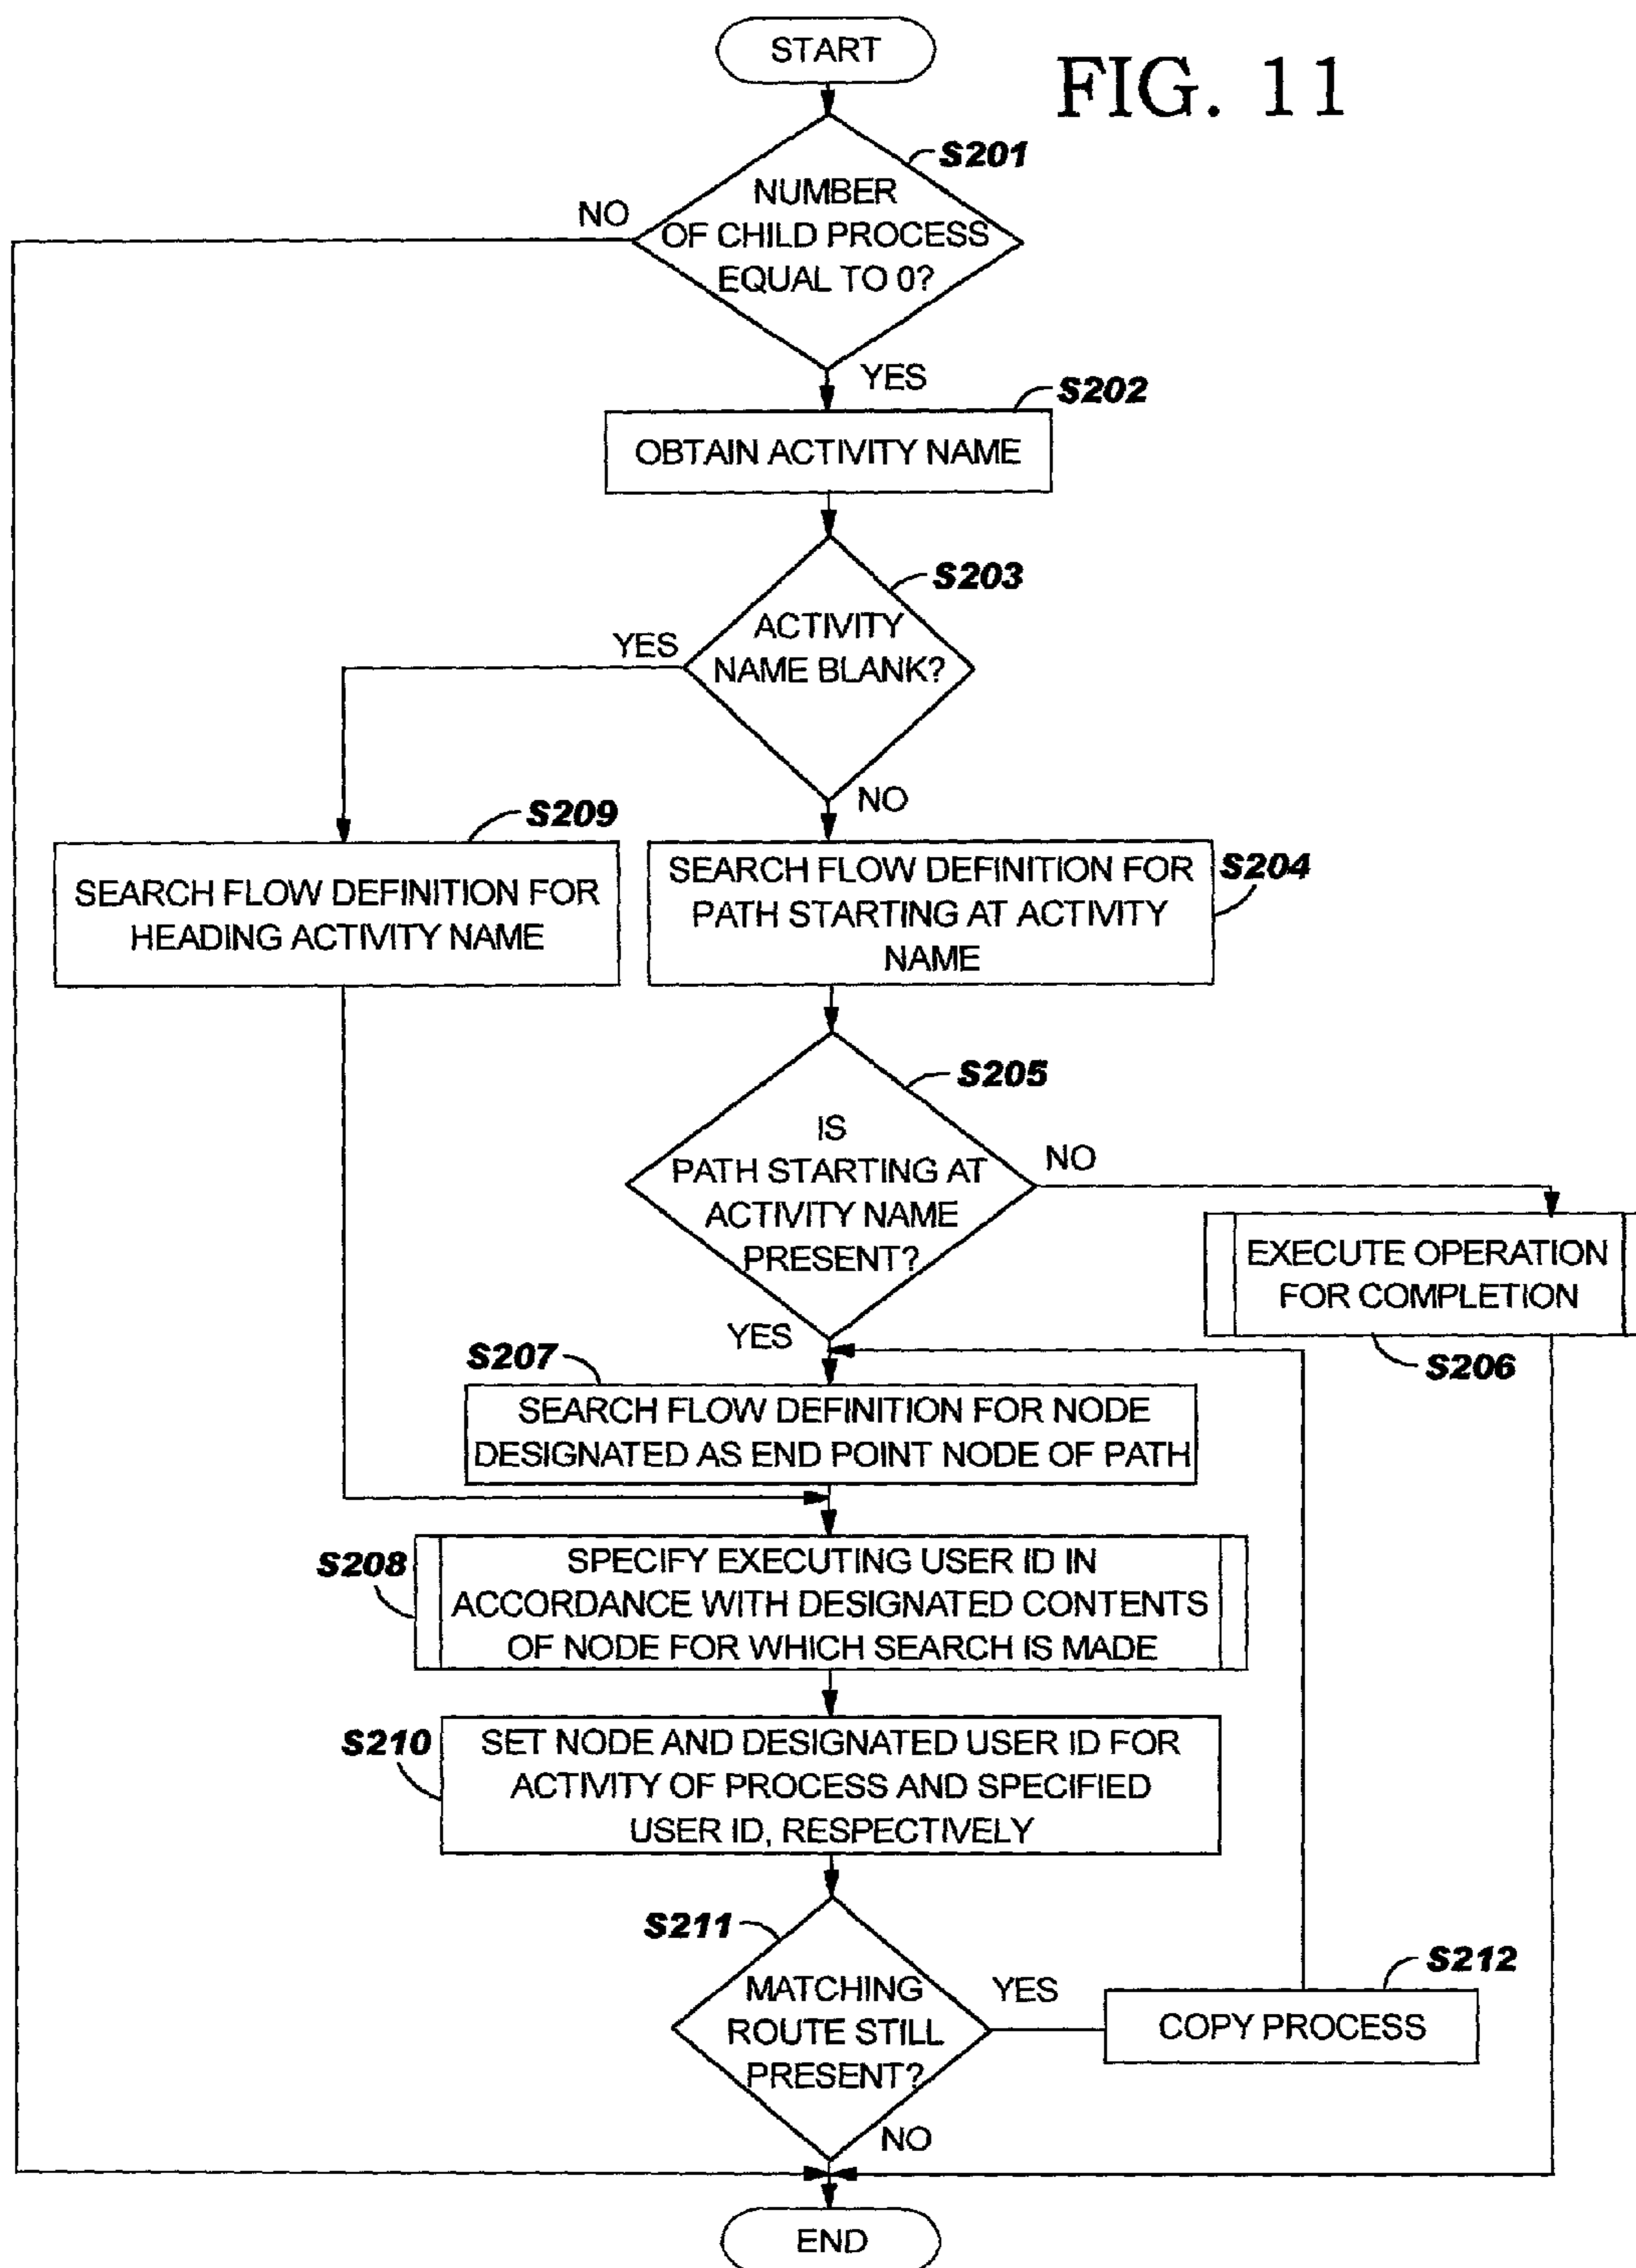 START
FIG. 11
S201
NUMBER
OF CHILD PROCESS
EQUAL TO 0?
NO
YES
S202
OBTAIN ACTIVITY NAME
S203
ACTIVITY
NAME BLANK?
YES
NO
S209
SEARCH FLOW DEFINITION FOR
HEADING ACTIVITY NAME
SEARCH FLOW DEFINITION FOR
PATH STARTING AT ACTIVITY
NAME
S204
S205
IS
PATH STARTING AT
ACTIVITY NAME
PRESENT?
NO
YES
EXECUTE OPERATION
FOR COMPLETION
S206
S207
SEARCH FLOW DEFINITION FOR NODE
DESIGNATED AS END POINT NODE OF PATH
S208
SPECIFY EXECUTING USER ID IN
ACCORDANCE WITH DESIGNATED CONTENTS
OF NODE FOR WHICH SEARCH IS MADE
S210
SET NODE AND DESIGNATED USER ID FOR
ACTIVITY OF PROCESS AND SPECIFIED
USER ID, RESPECTIVELY
S211
MATCHING
ROUTE STILL
PRESENT?
YES
S212
COPY PROCESS
NO
END